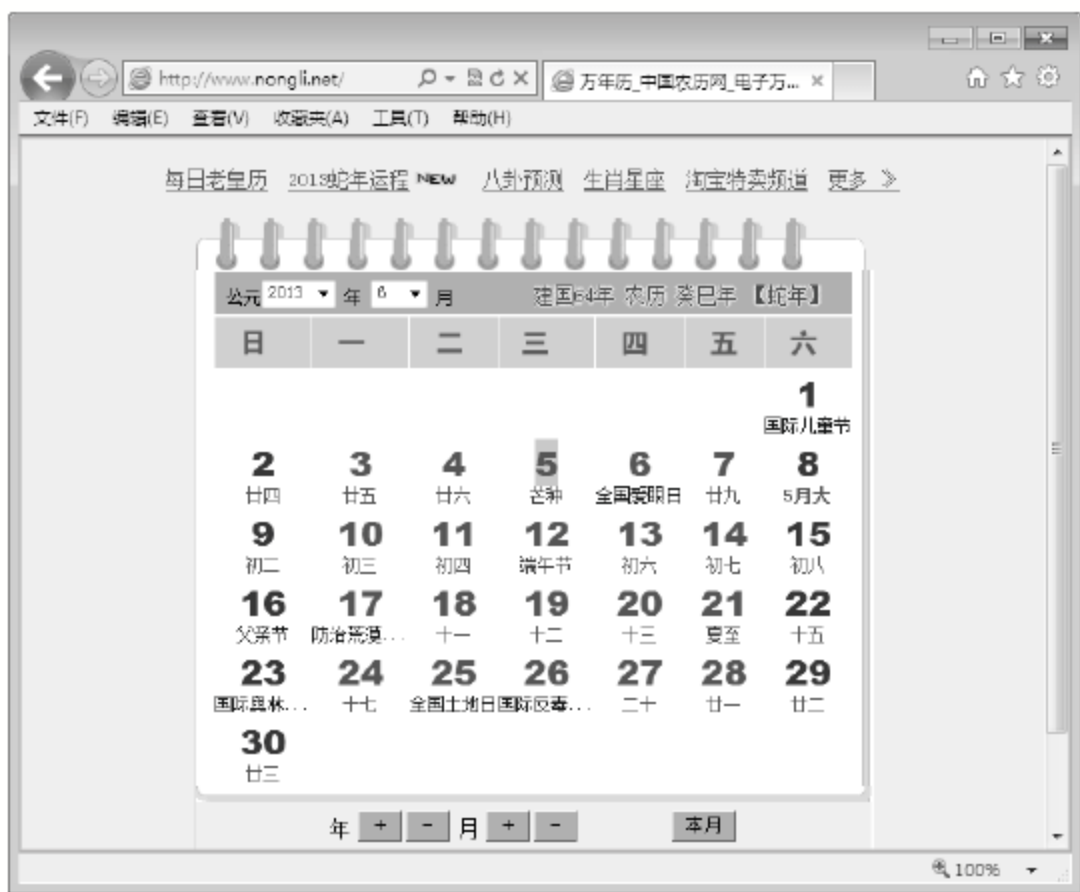 http://www.nongli.net/ 万年历_中国农历网_电子万... ×
文件(F) 编辑(E) 查看(V) 收藏夹(A) 工具(T) 帮助(H)
每日老皇历 2013蛇年运程 NEW 八卦预测 生肖星座 淘宝特卖频道 更多 》
公元 2013 年 6 月 建国64年 农历 癸巳年 【蛇年】
日 一 二 三 四 五 六
1
国际儿童节
2 3 4 5 6 7 8
廿四 廿五 廿六 芒种 全国爱眼日 廿九 5月大
9 10 11 12 13 14 15
初二 初三 初四 端午节 初六 初七 初八
16 17 18 19 20 21 22
父亲节 防治荒漠... 十一 十二 十三 夏至 十五
23 24 25 26 27 28 29
国际奥林... 十七 全国土地日 国际反毒... 二十 廿一 廿二
30
廿三
年 + - 月 + - 本月
100%